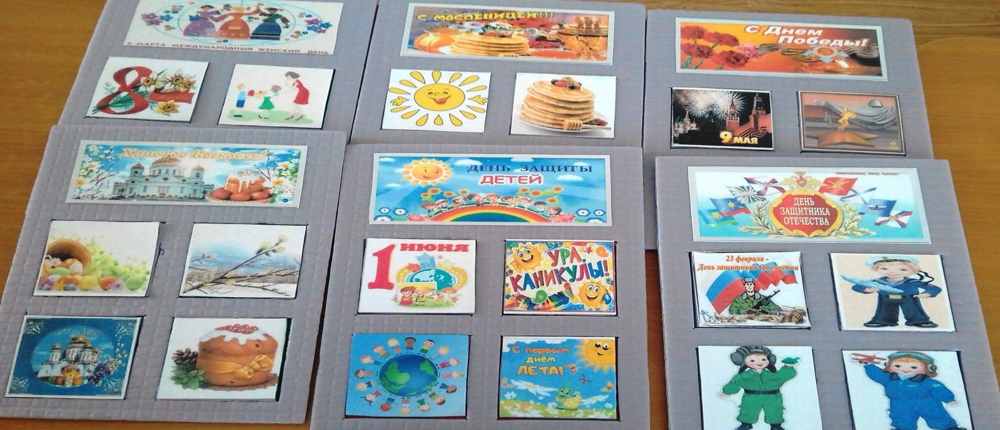 8 МАРТА МЕЖДУНАРОДНЫЙ ЖЕНСКИЙ ДЕНЬ
8
С МАСЛЕНИЦЕЙ!!!
С Днем
Победы!
9 МАЯ
Христос Воскресе!
ДЕНЬ ЗАЩИТЫ
ДЕТЕЙ
1 ИЮНЯ
УРА,
КАНИКУЛЫ!
С первым
днём
ЛЕТА!
Отечество, долг, честь!
ДЕНЬ
ЗАЩИТНИКА
ОТЕЧЕСТВА
23 февраля -
День защитника Отечества